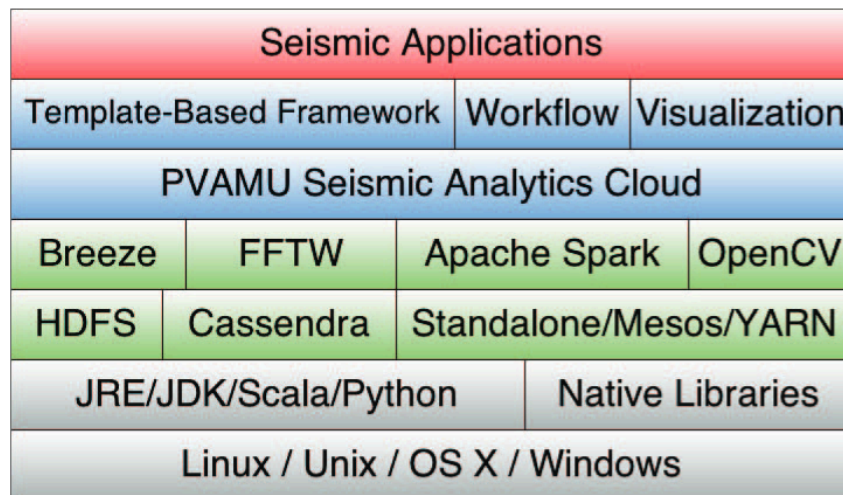 Seismic Applications
Template-Based Framework Workflow Visualization
PVAMU Seismic Analytics Cloud
Breeze FFTW Apache Spark OpenCV
HDFS Cassendra Standalone/Mesos/YARN
JRE/JDK/Scala/Python Native Libraries
Linux / Unix / OS X / Windows